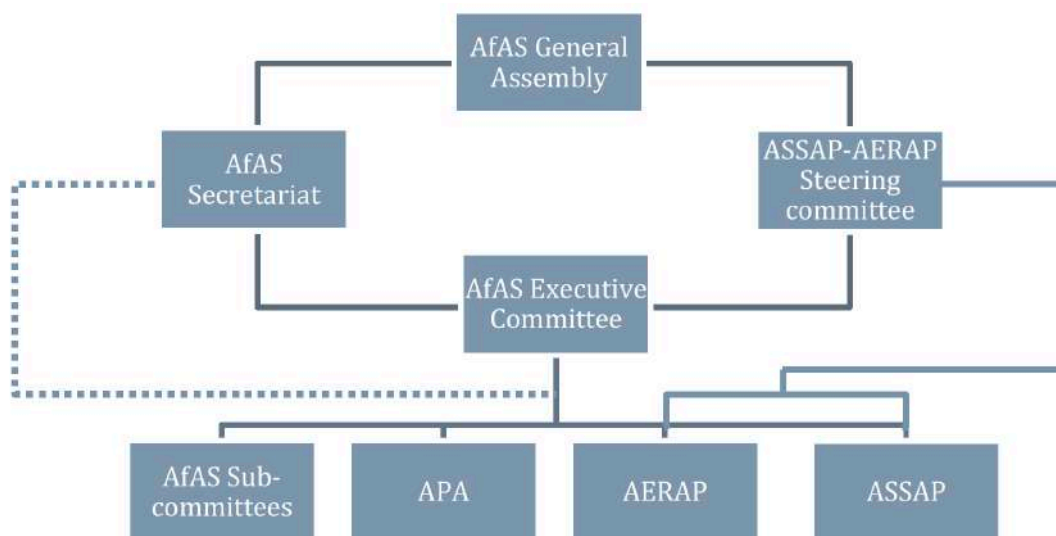 AfAS General
Assembly
AfAS
Secretariat
ASSAP-AERAP
Steering
committee
AfAS Executive
Committee
AfAS Sub-
committees
APA
AERAP
ASSAP